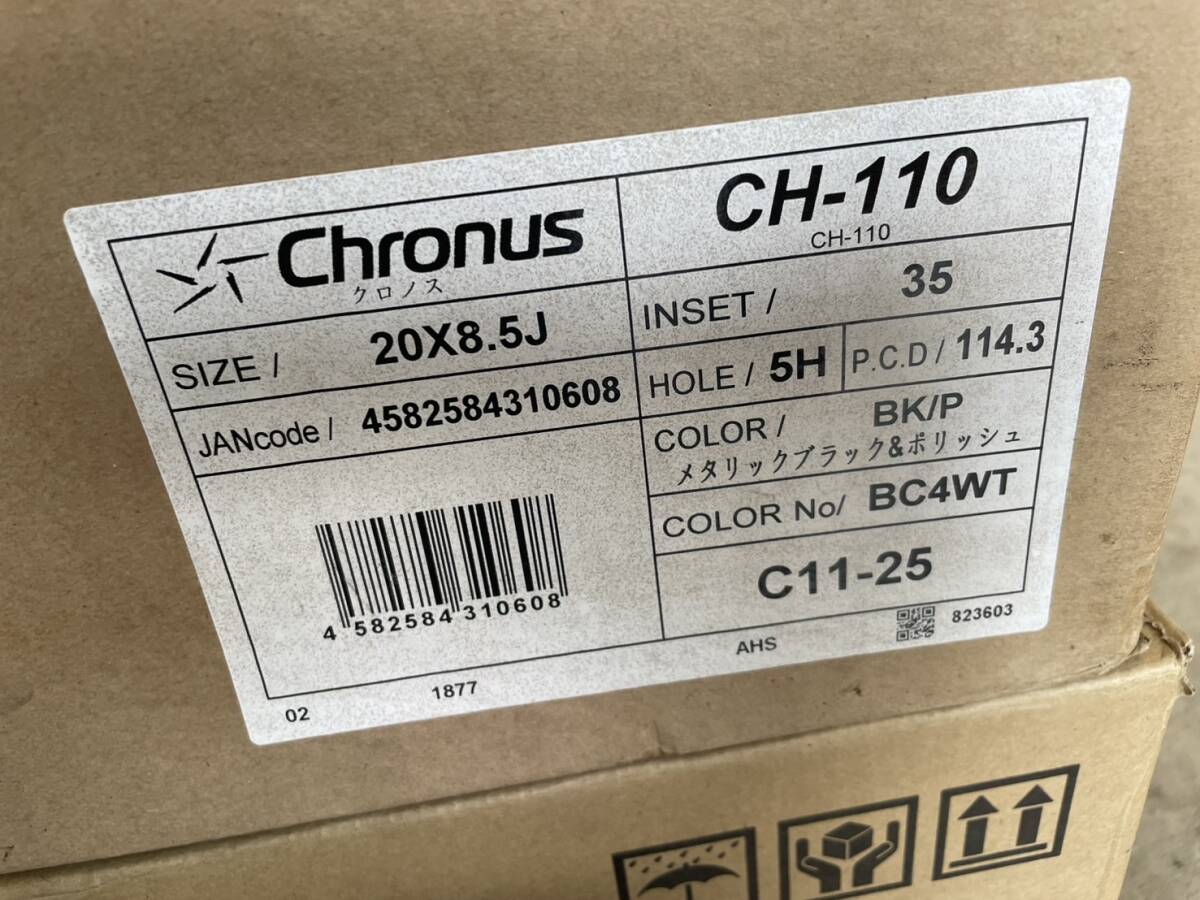 Chronus
クロノス
CH-110
CH-110
SIZE / 20X8.5J
INSET / 35
JANcode / 4582584310608
HOLE / 5H
P.C.D / 114.3
COLOR / BK/P
メタリックブラック&ポリッシュ
COLOR No/ BC4WT
C11-25
4 582584 310608
02
1877
AHS
823603